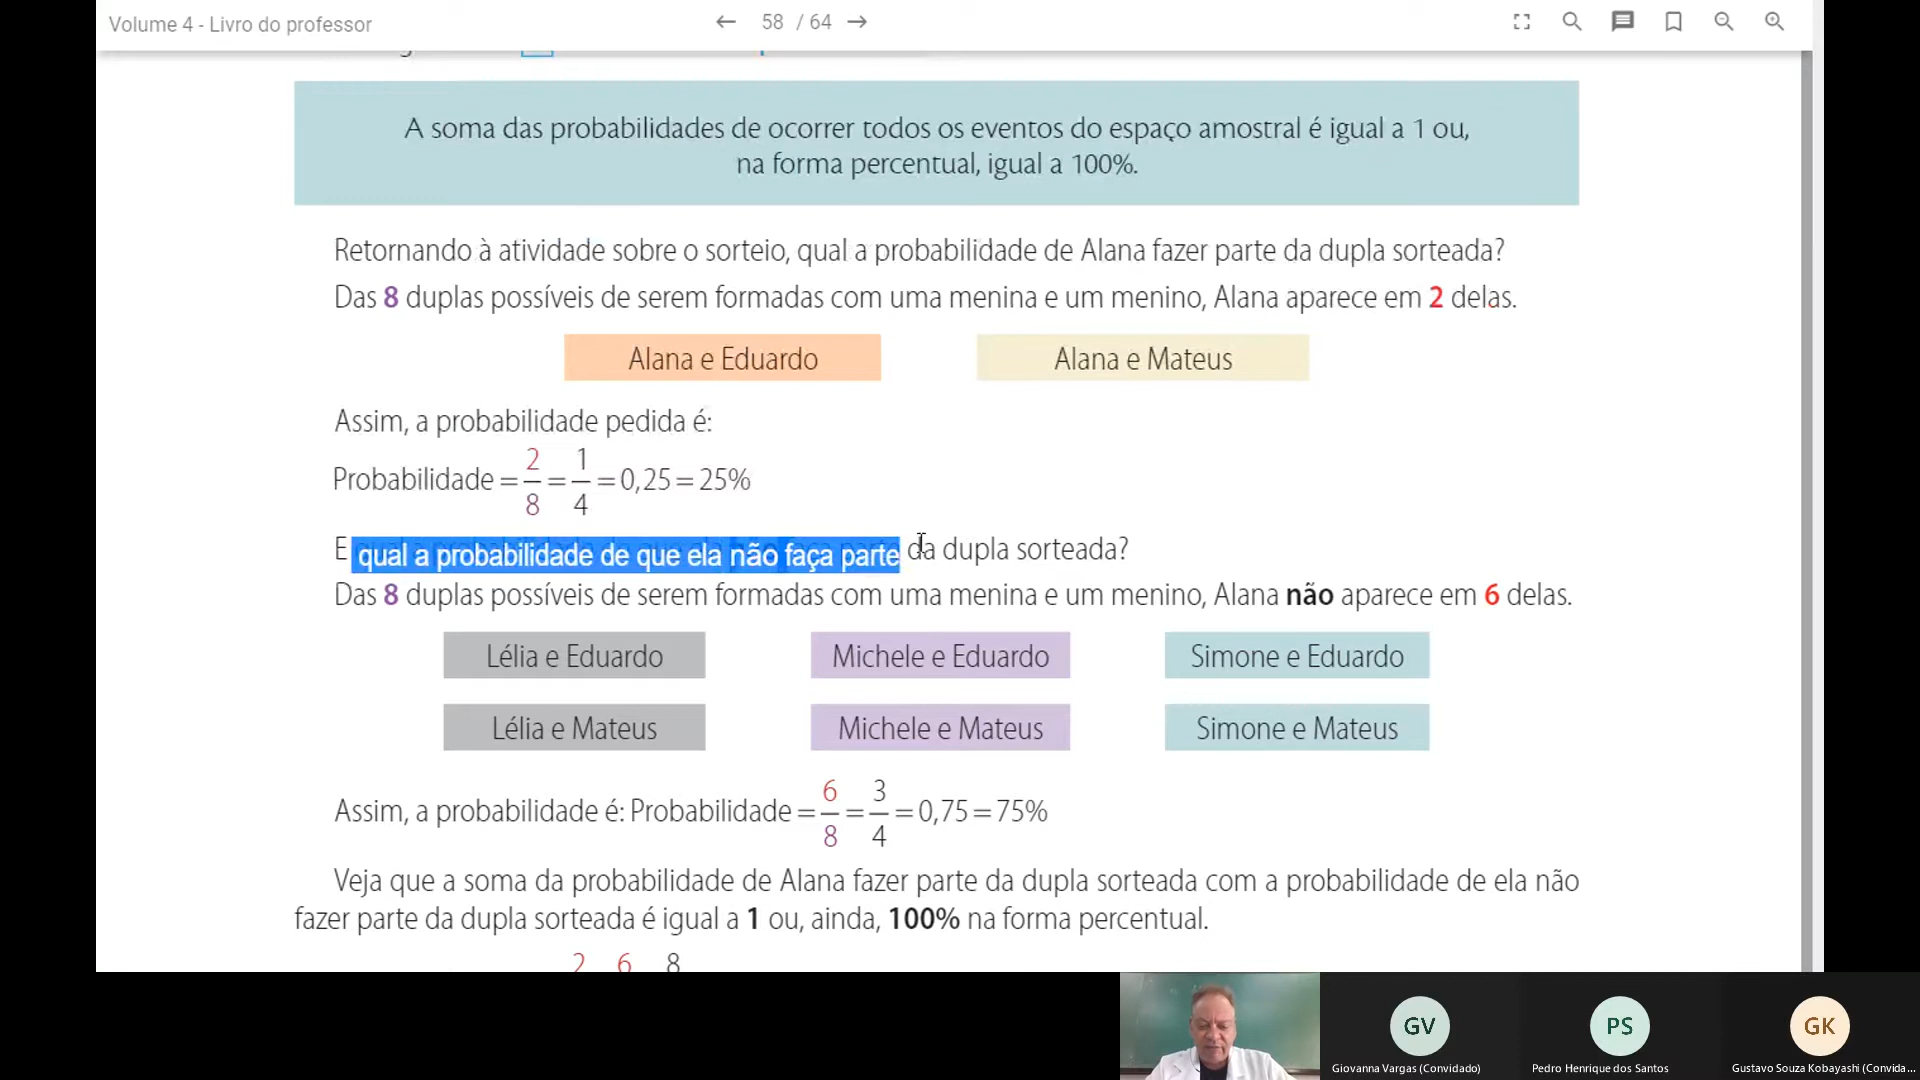 Volume 4 - Livro do professor
58 / 64
A soma das probabilidades de ocorrer todos os eventos do espaço amostral é igual a 1 ou,
na forma percentual, igual a 100%.
Retornando à atividade sobre o sorteio, qual a probabilidade de Alana fazer parte da dupla sorteada?
Das 8 duplas possíveis de serem formadas com uma menina e um menino, Alana aparece em 2 delas.
Alana e Eduardo Alana e Mateus
Assim, a probabilidade pedida é:
Probabilidade = 2/8 = 1/4 = 0,25 = 25%
E qual a probabilidade de que ela não faça parte da dupla sorteada?
Das 8 duplas possíveis de serem formadas com uma menina e um menino, Alana não aparece em 6 delas.
Lélia e Eduardo Michele e Eduardo Simone e Eduardo
Lélia e Mateus Michele e Mateus Simone e Mateus
Assim, a probabilidade é: Probabilidade = 6/8 = 3/4 = 0,75 = 75%
Veja que a soma da probabilidade de Alana fazer parte da dupla sorteada com a probabilidade de ela não
fazer parte da dupla sorteada é igual a 1 ou, ainda, 100% na forma percentual.
2 6 8
GV PS GK
Giovanna Vargas (Convidado) Pedro Henrique dos Santos Gustavo Souza Kobayashi (Convida...